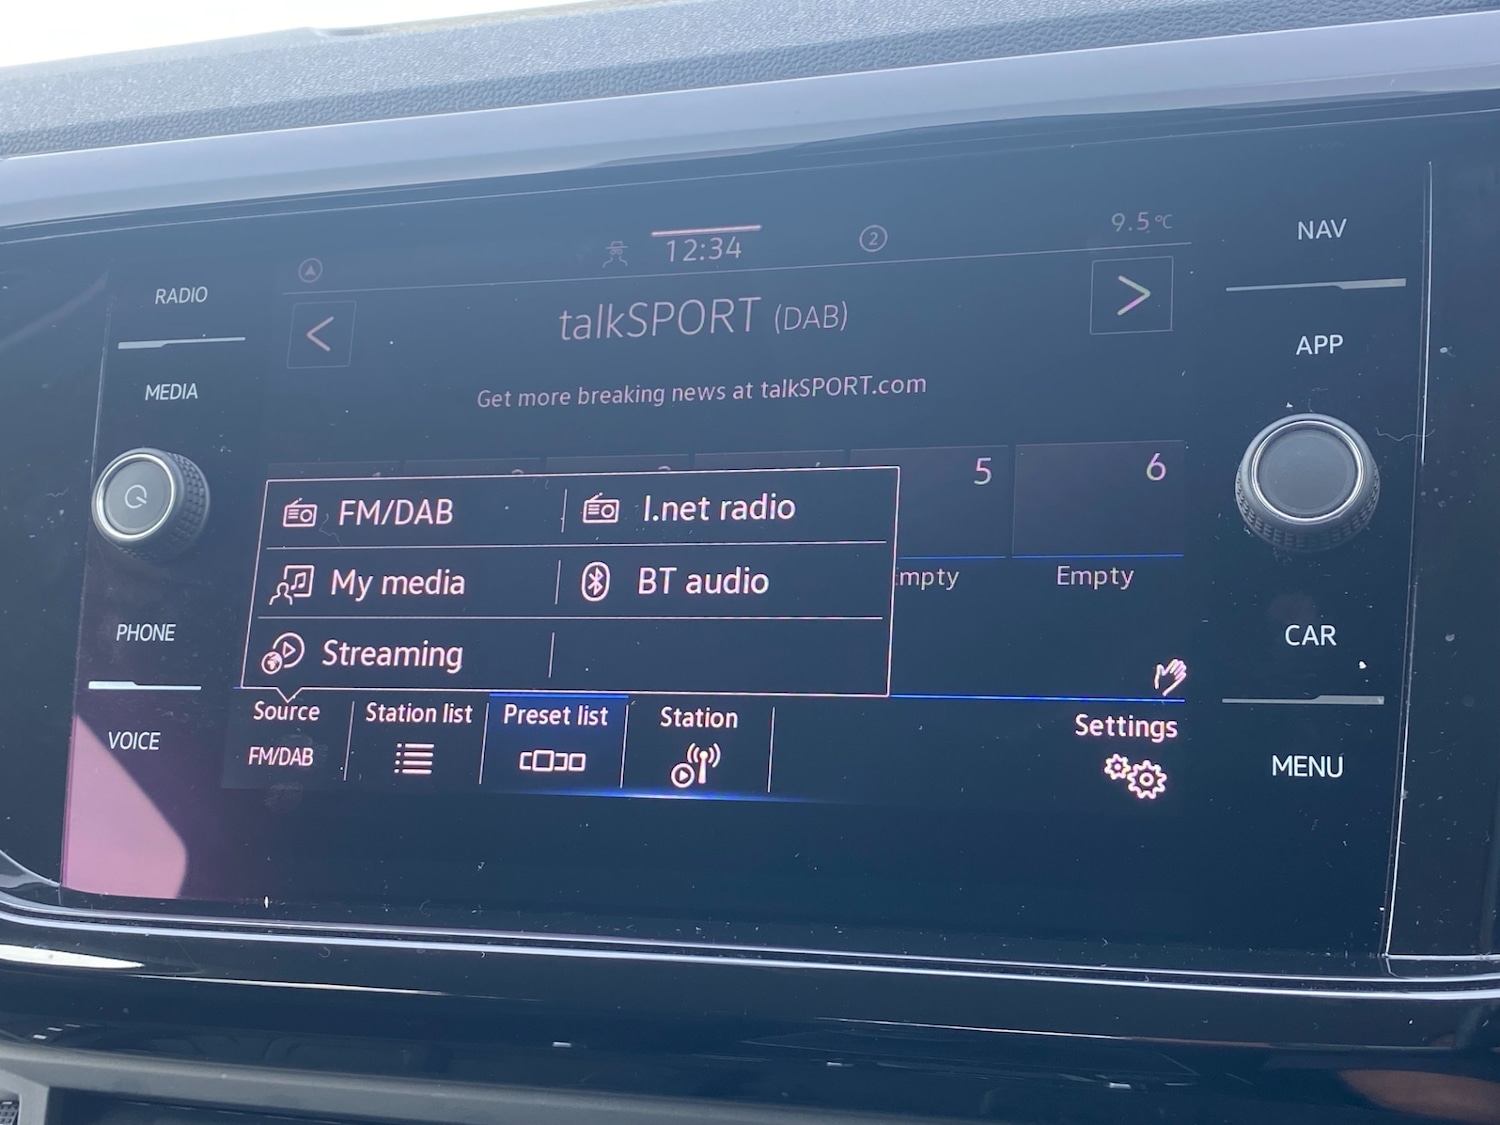 12:34
2
9.5°C
NAV
RADIO
<
talkSPORT (DAB)
>
APP
MEDIA
Get more breaking news at talkSPORT.com
5
6
FM/DAB
I.net radio
My media
BT audio
Empty
Streaming
PHONE
CAR
Source
Station list
Preset list
Station
Settings
FM/DAB
VOICE
MENU